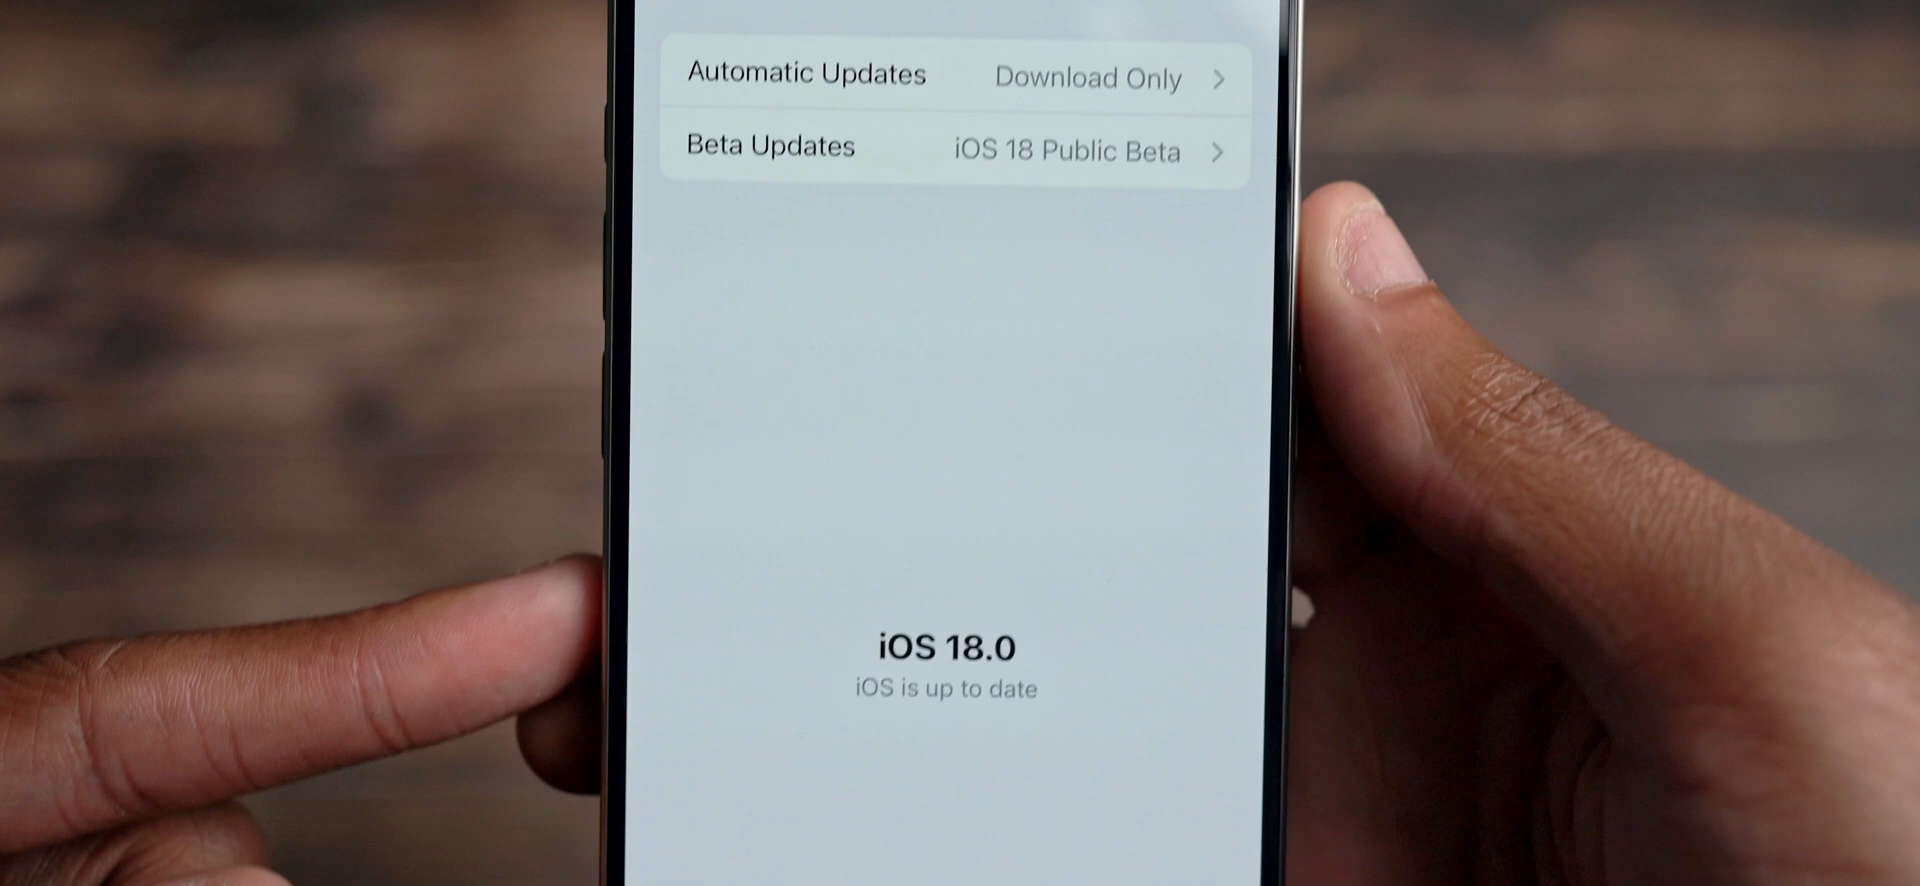 Automatic Updates Download Only
Beta Updates iOS 18 Public Beta
iOS 18.0
iOS is up to date